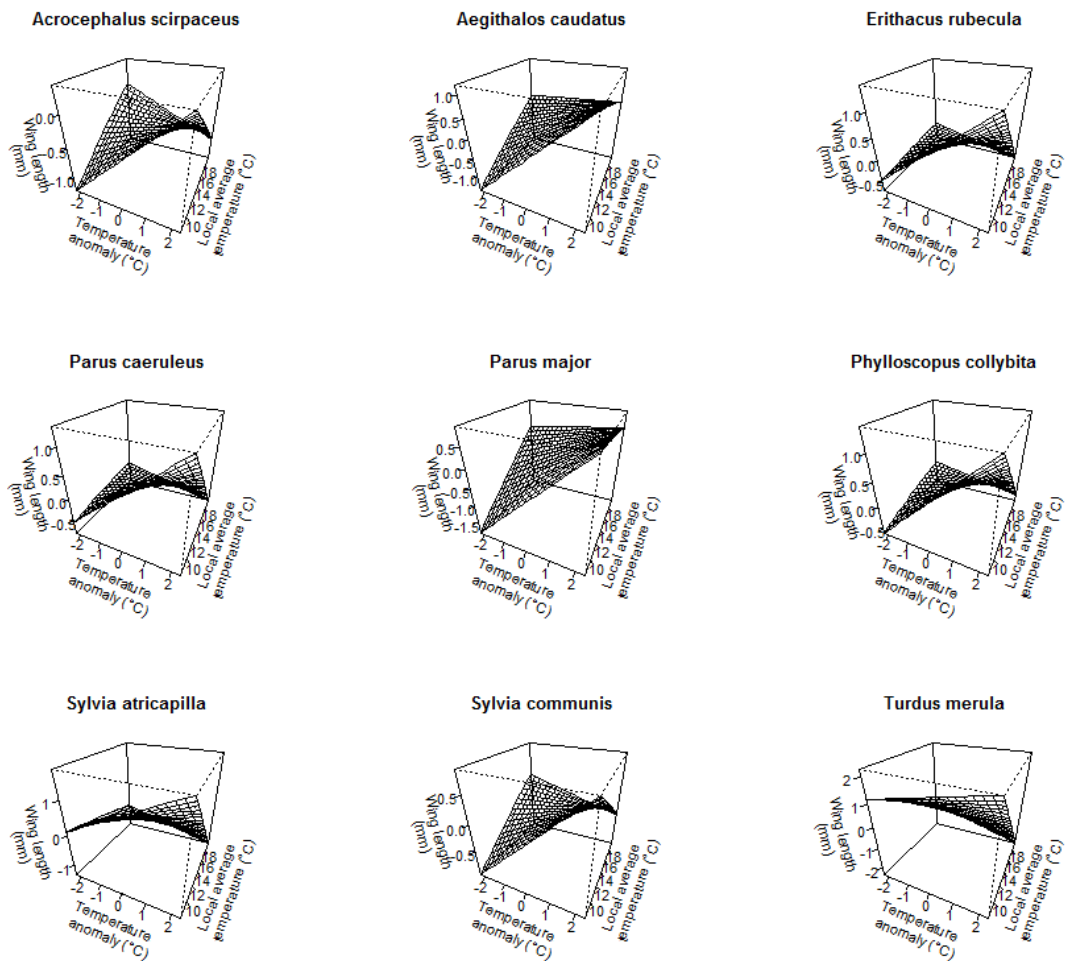 Acrocephalus scirpaceus
0.0
-0.5
-1.0
Wing Length
(mm)
-2
-1
0
1
2
Temperature
anomaly (°C)
10
12
14
16
18
Local average
temperature (°C)
Aegithalos caudatus
1.0
0.5
0.0
-0.5
-1.0
Wing Length
(mm)
-2
-1
0
1
2
Temperature
anomaly (°C)
10
12
14
16
18
Local average
temperature (°C)
Erithacus rubecula
1.0
0.5
0.0
-0.5
Wing Length
(mm)
-2
-1
0
1
2
Temperature
anomaly (°C)
10
12
14
16
18
Local average
temperature (°C)
Parus caeruleus
1.0
0.5
0.0
-0.5
Wing Length
(mm)
-2
-1
0
1
2
Temperature
anomaly (°C)
10
12
14
16
18
Local average
temperature (°C)
Parus major
0.5
0.0
-0.5
-1.0
-1.5
Wing Length
(mm)
-2
-1
0
1
2
Temperature
anomaly (°C)
10
12
14
16
18
Local average
temperature (°C)
Phylloscopus collybita
1.0
0.5
0.0
-0.5
Wing Length
(mm)
-2
-1
0
1
2
Temperature
anomaly (°C)
10
12
14
16
18
Local average
temperature (°C)
Sylvia atricapilla
1
0
-1
Wing Length
(mm)
-2
-1
0
1
2
Temperature
anomaly (°C)
10
12
14
16
18
Local average
temperature (°C)
Sylvia communis
0.5
0.0
-0.5
Wing Length
(mm)
-2
-1
0
1
2
Temperature
anomaly (°C)
10
12
14
16
18
Local average
temperature (°C)
Turdus merula
2
1
0
-1
-2
Wing Length
(mm)
-2
-1
0
1
2
Temperature
anomaly (°C)
10
12
14
16
18
Local average
temperature (°C)